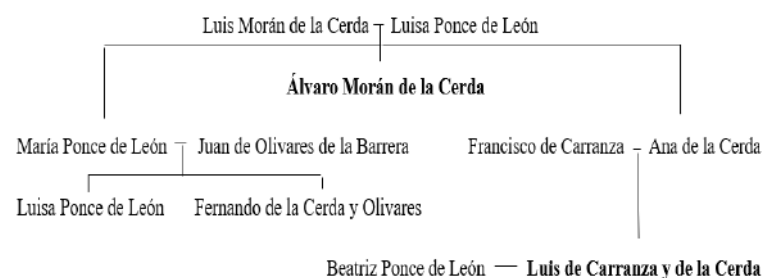 Luis Morán de la Cerda Luisa Ponce de León
Álvaro Morán de la Cerda
María Ponce de León Juan de Olivares de la Barrera Francisco de Carranza Ana de la Cerda
Luisa Ponce de León Fernando de la Cerda y Olivares
Beatriz Ponce de León Luis de Carranza y de la Cerda